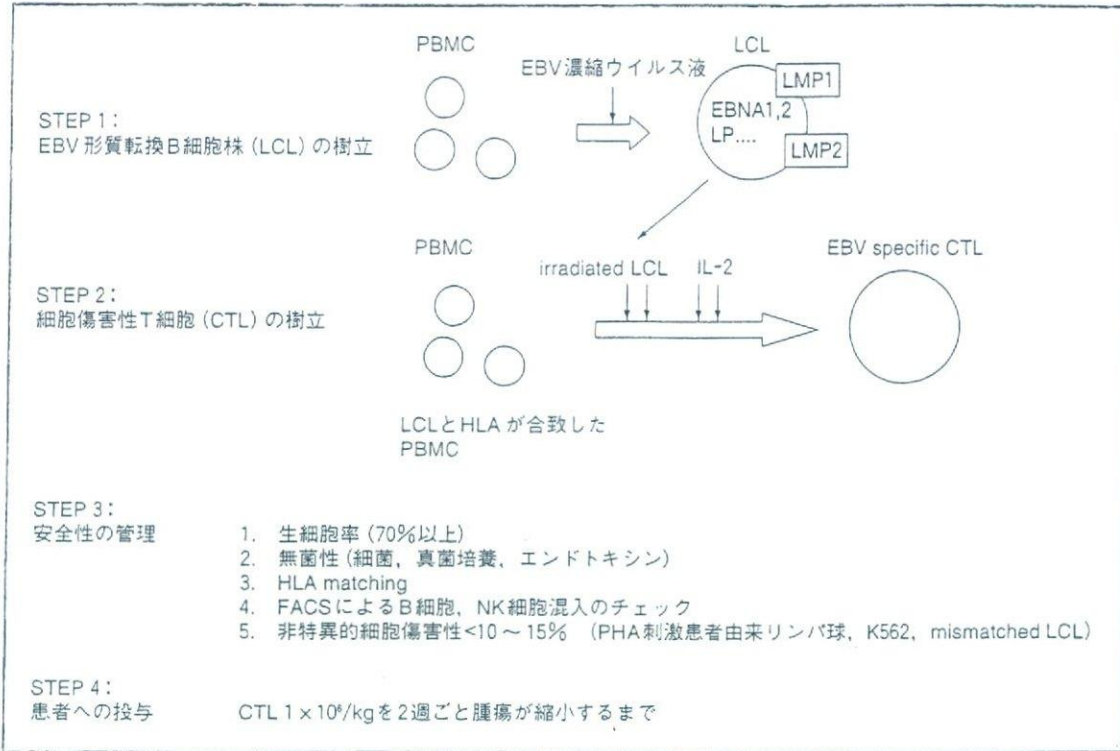 PBMC
EBV濃縮ウイルス液
LCL
LMP1
EBNA1,2
LP....
LMP2
STEP 1：
EBV形質転換B細胞株(LCL)の樹立
PBMC
irradiated LCL
IL-2
EBV specific CTL
STEP 2：
細胞傷害性T細胞(CTL)の樹立
LCLとHLAが合致した
PBMC
STEP 3：
安全性の管理
1. 生細胞率(70％以上)
2. 無菌性(細菌，真菌培養，エンドトキシン)
3. HLA matching
4. FACSによるB細胞，NK細胞混入のチェック
5. 非特異的細胞傷害性<10～15％ (PHA刺激患者由来リンパ球，K562，mismatched LCL)
STEP 4：
患者への投与
CTL 1×10⁶/kgを2週ごと腫瘍が縮小するまで